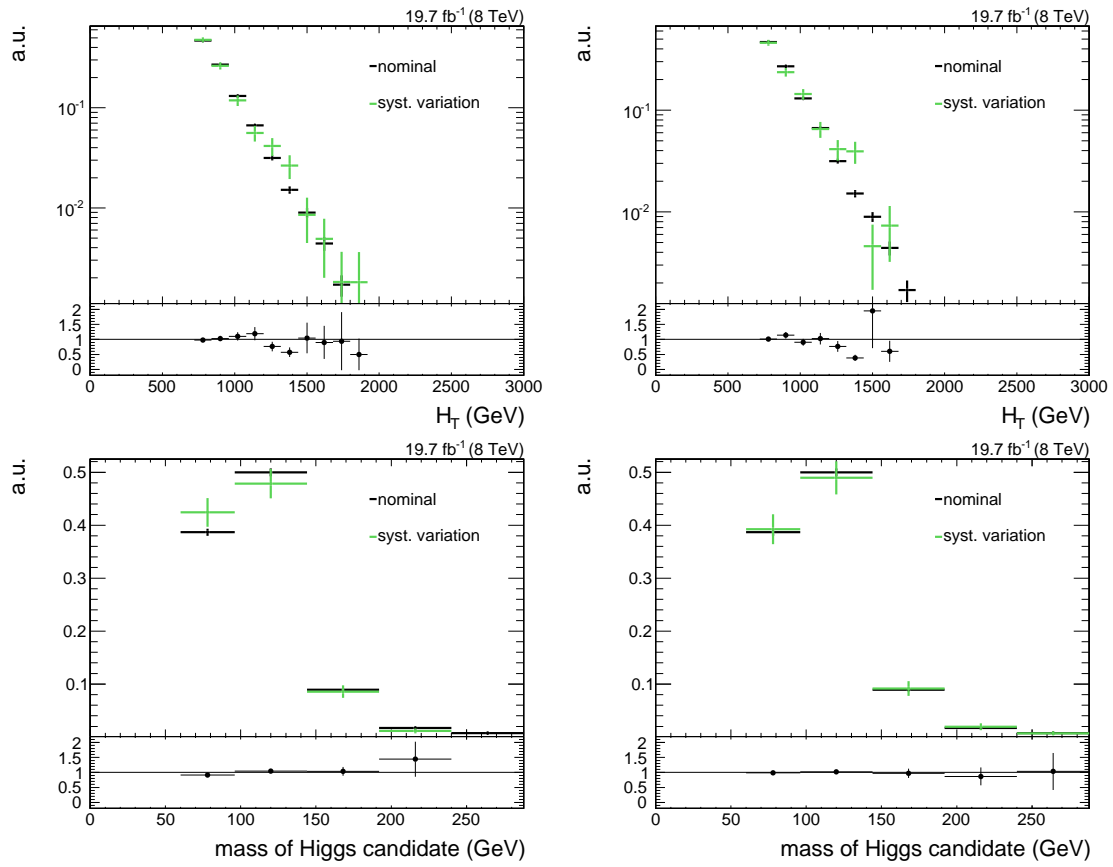 19.7 fb⁻¹ (8 TeV)
a.u.
nominal
syst. variation
10⁻¹
10⁻²
2
1.5
1
0.5
0
0 500 1000 1500 2000 2500 3000
H_T (GeV)
19.7 fb⁻¹ (8 TeV)
a.u.
nominal
syst. variation
10⁻¹
10⁻²
2
1.5
1
0.5
0
0 500 1000 1500 2000 2500 3000
H_T (GeV)
19.7 fb⁻¹ (8 TeV)
a.u.
0.5
nominal
0.4
syst. variation
0.3
0.2
0.1
2
1.5
1
0.5
0
0 50 100 150 200 250
mass of Higgs candidate (GeV)
19.7 fb⁻¹ (8 TeV)
a.u.
0.5
nominal
0.4
syst. variation
0.3
0.2
0.1
2
1.5
1
0.5
0
0 50 100 150 200 250
mass of Higgs candidate (GeV)